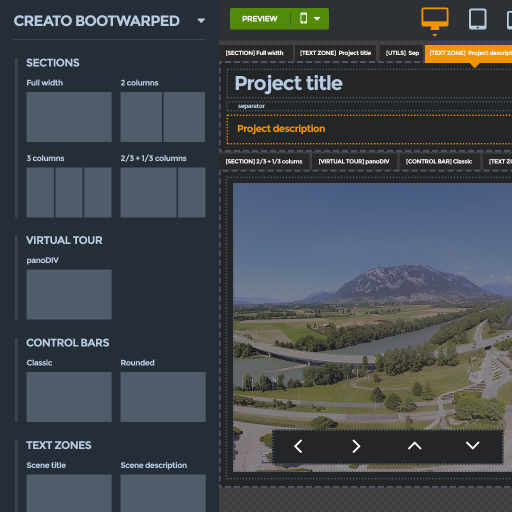 CREATO BOOTWARPED
PREVIEW
SECTIONS
Full width
2 columns
3 columns
2/3 + 1/3 columns
VIRTUAL TOUR
panoDIV
CONTROL BARS
Classic
Rounded
TEXT ZONES
Scene title
Scene description
[SECTION] Full width
[TEXT ZONE] Project title
[UTILS] Sep
[TEXT ZONE] Project descript
Project title
separator
Project description
[SECTION] 2/3 + 1/3 colums
[VIRTUAL TOUR] panoDIV
[CONTROL BAR] Classic
[TEXT ZO